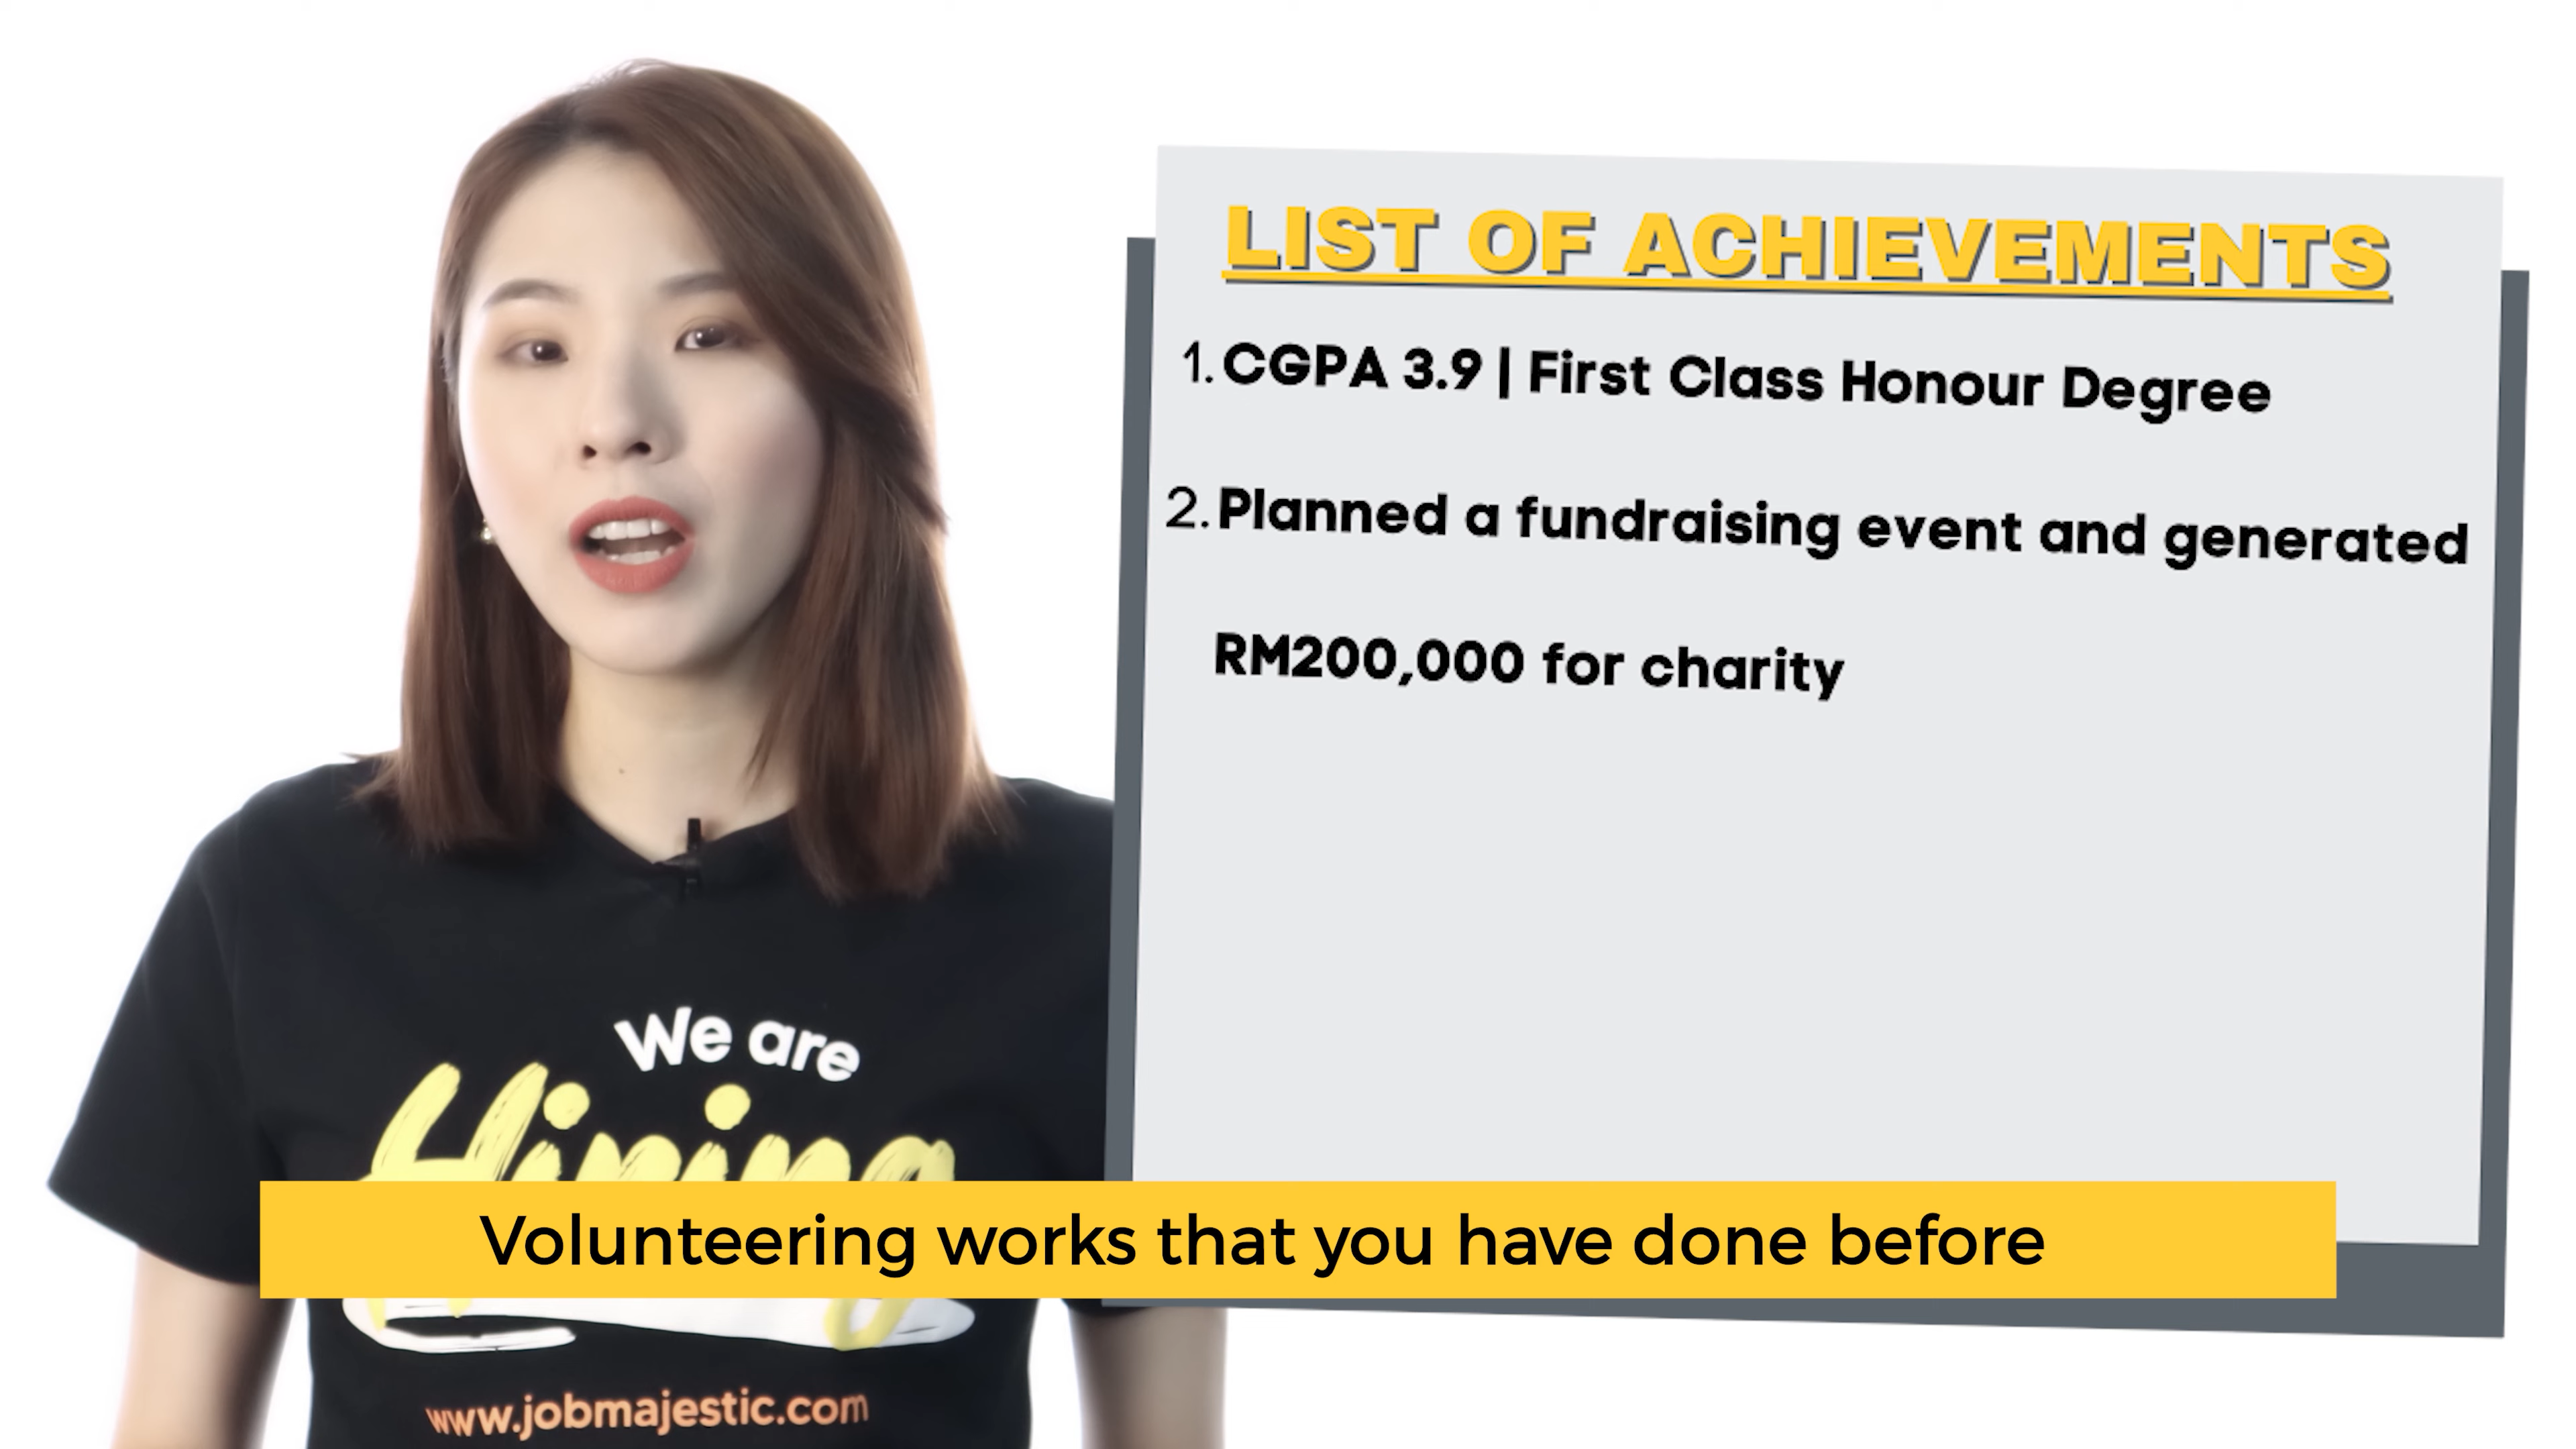 LIST OF ACHIEVEMENTS
1. CGPA 3.9 | First Class Honour Degree
2. Planned a fundraising event and generated
RM200,000 for charity
We are
Hiring
Volunteering works that you have done before
www.jobmajestic.com